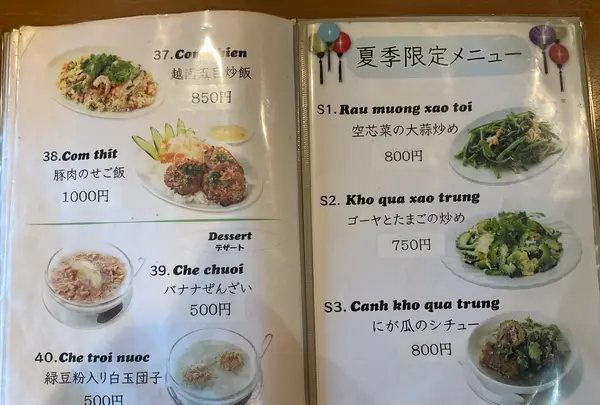 37.Com
越南五目炒飯
850円
38.Com thit
豚肉のせご飯
1000円
Dessert
デザート
39.Che chuoi
バナナぜんざい
500円
40.Che troi nuoc
緑豆粉入り白玉団子
500円
夏季限定メニュー
S1.Rau muong xao toi
空芯菜の大蒜炒め
800円
S2.Kho qua xao trung
ゴーヤとたまごの炒め
750円
S3.Canh kho qua trung
にが瓜のシチュー
800円